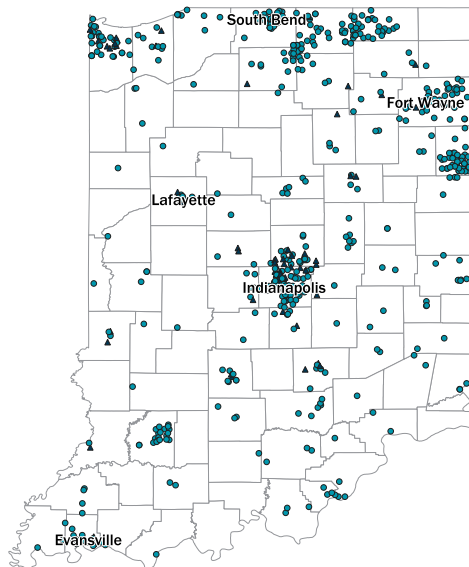 South Bend
Fort Wayne
Lafayette
Indianapolis
Evansville